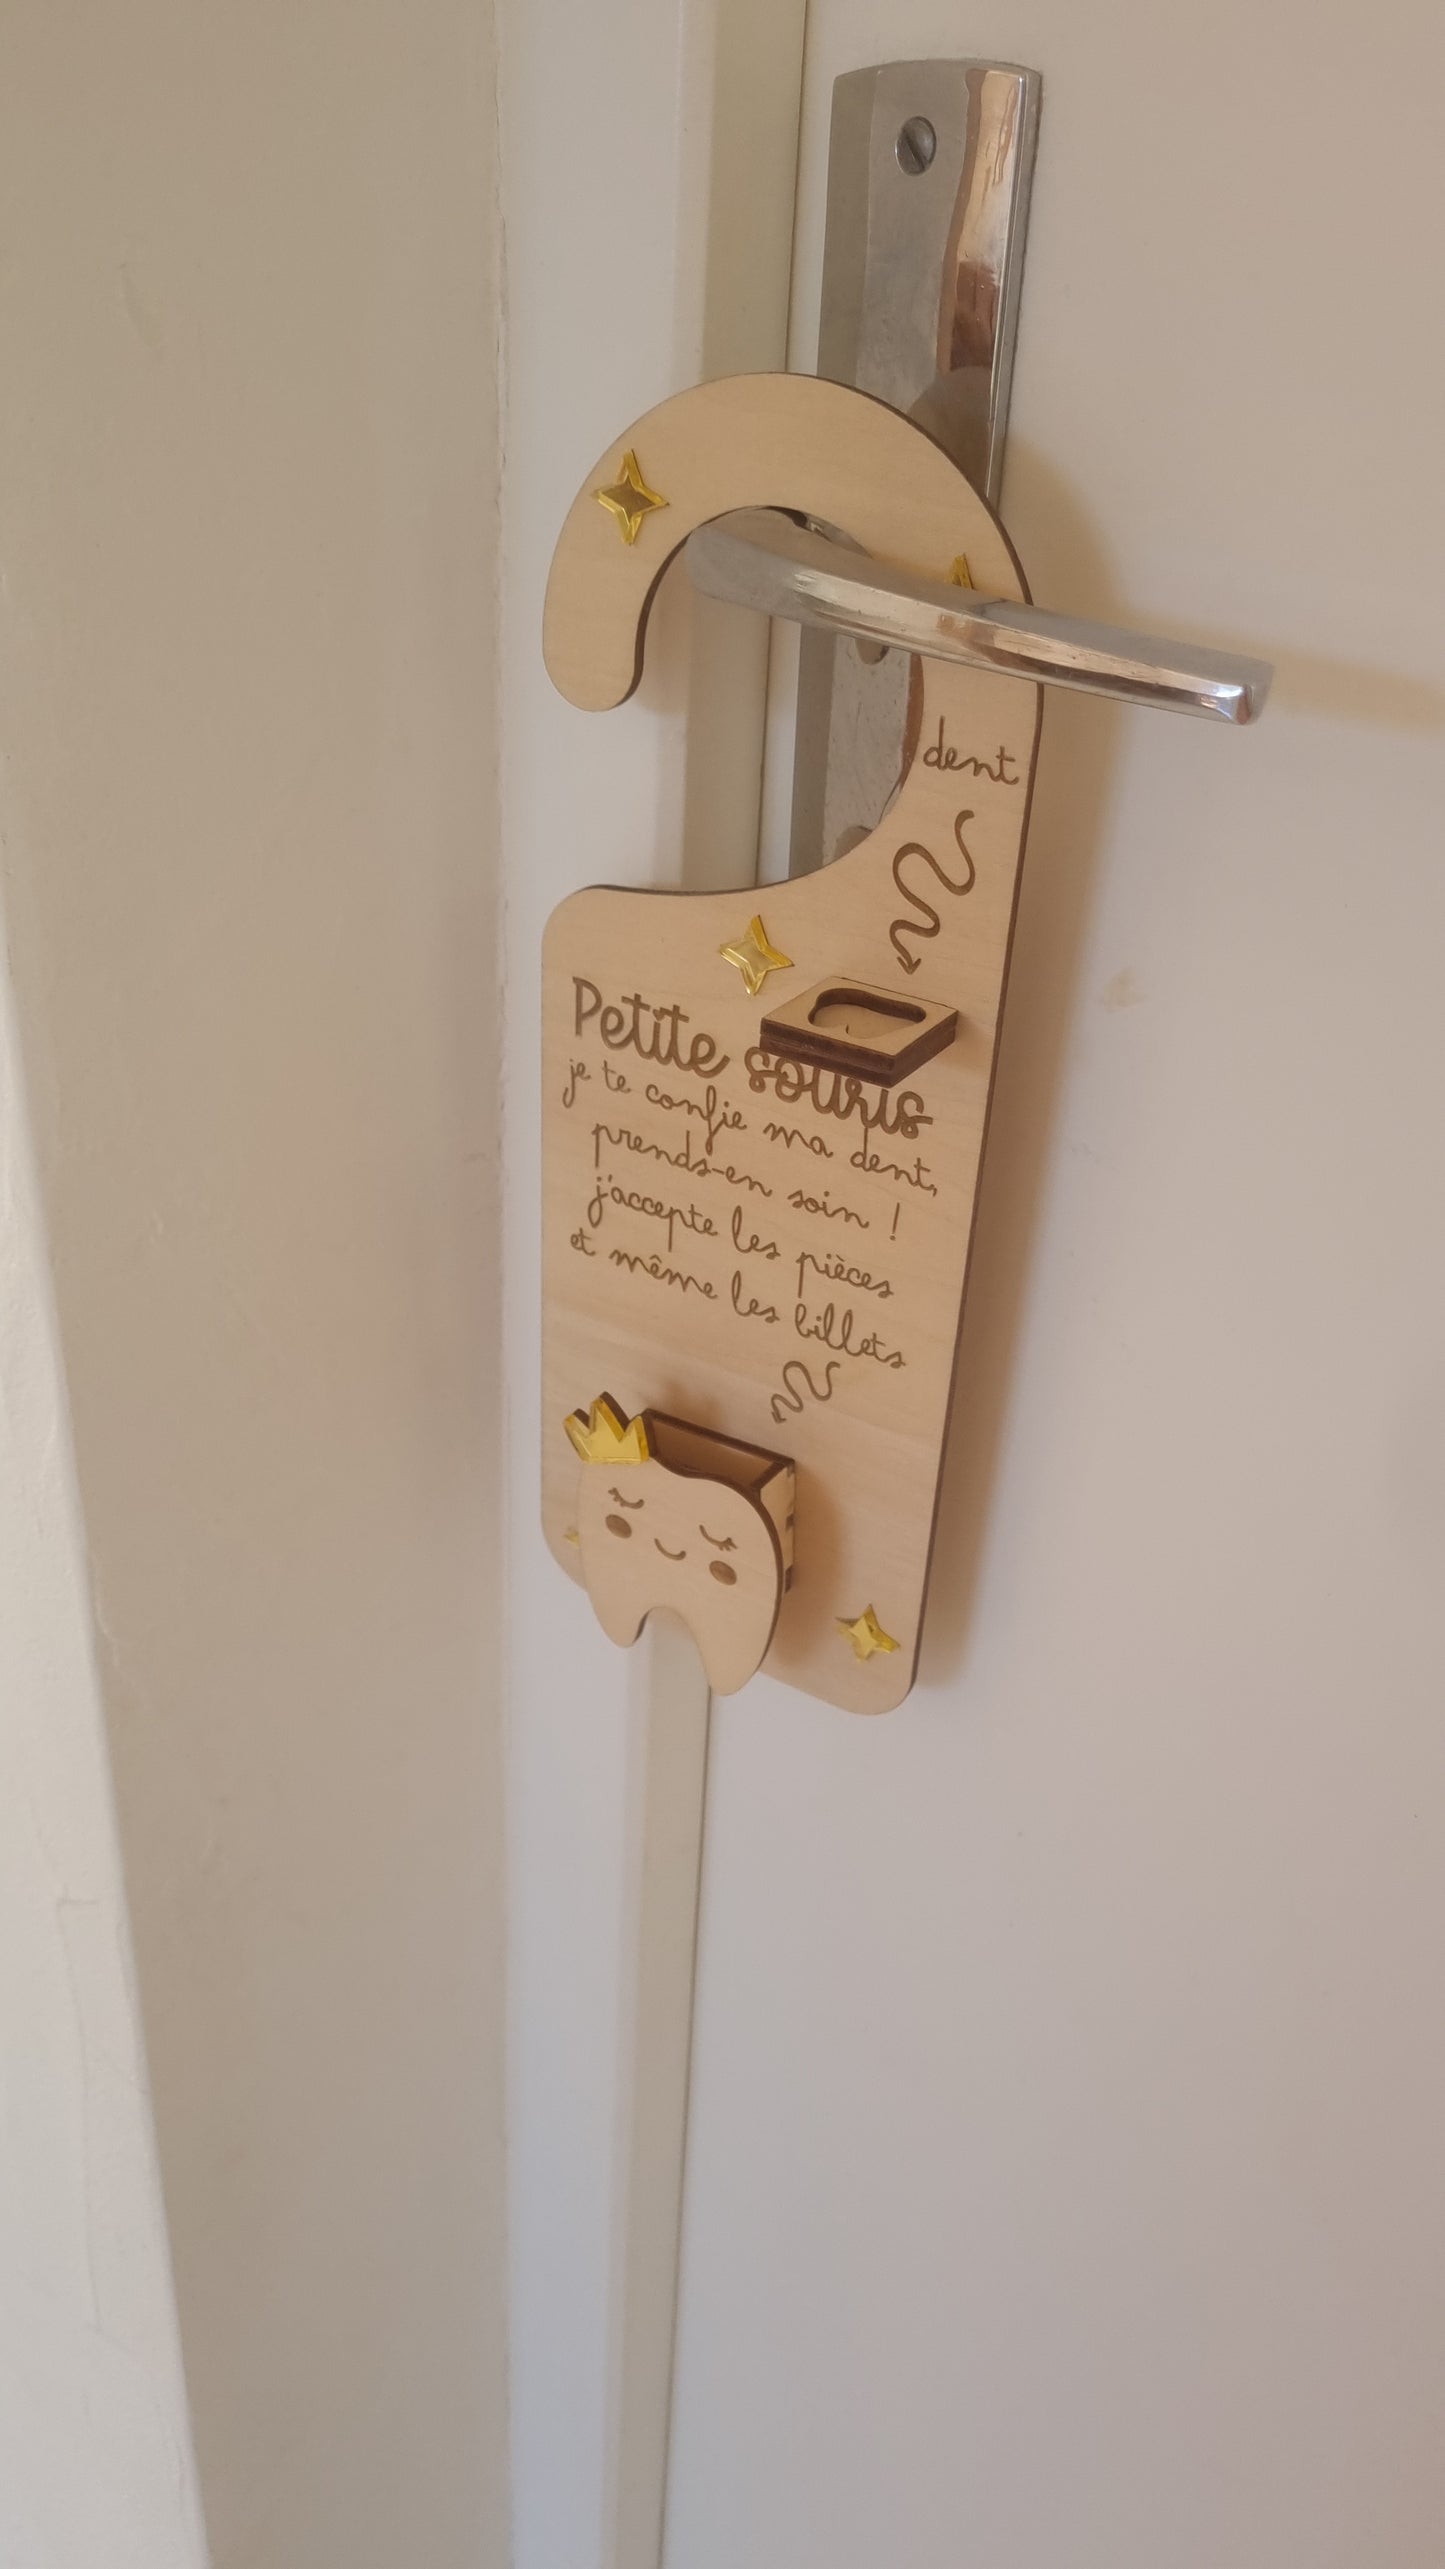 dent
Petite souris
je te confie ma dent,
prends-en soin !
j'accepte les pièces
et même les billets